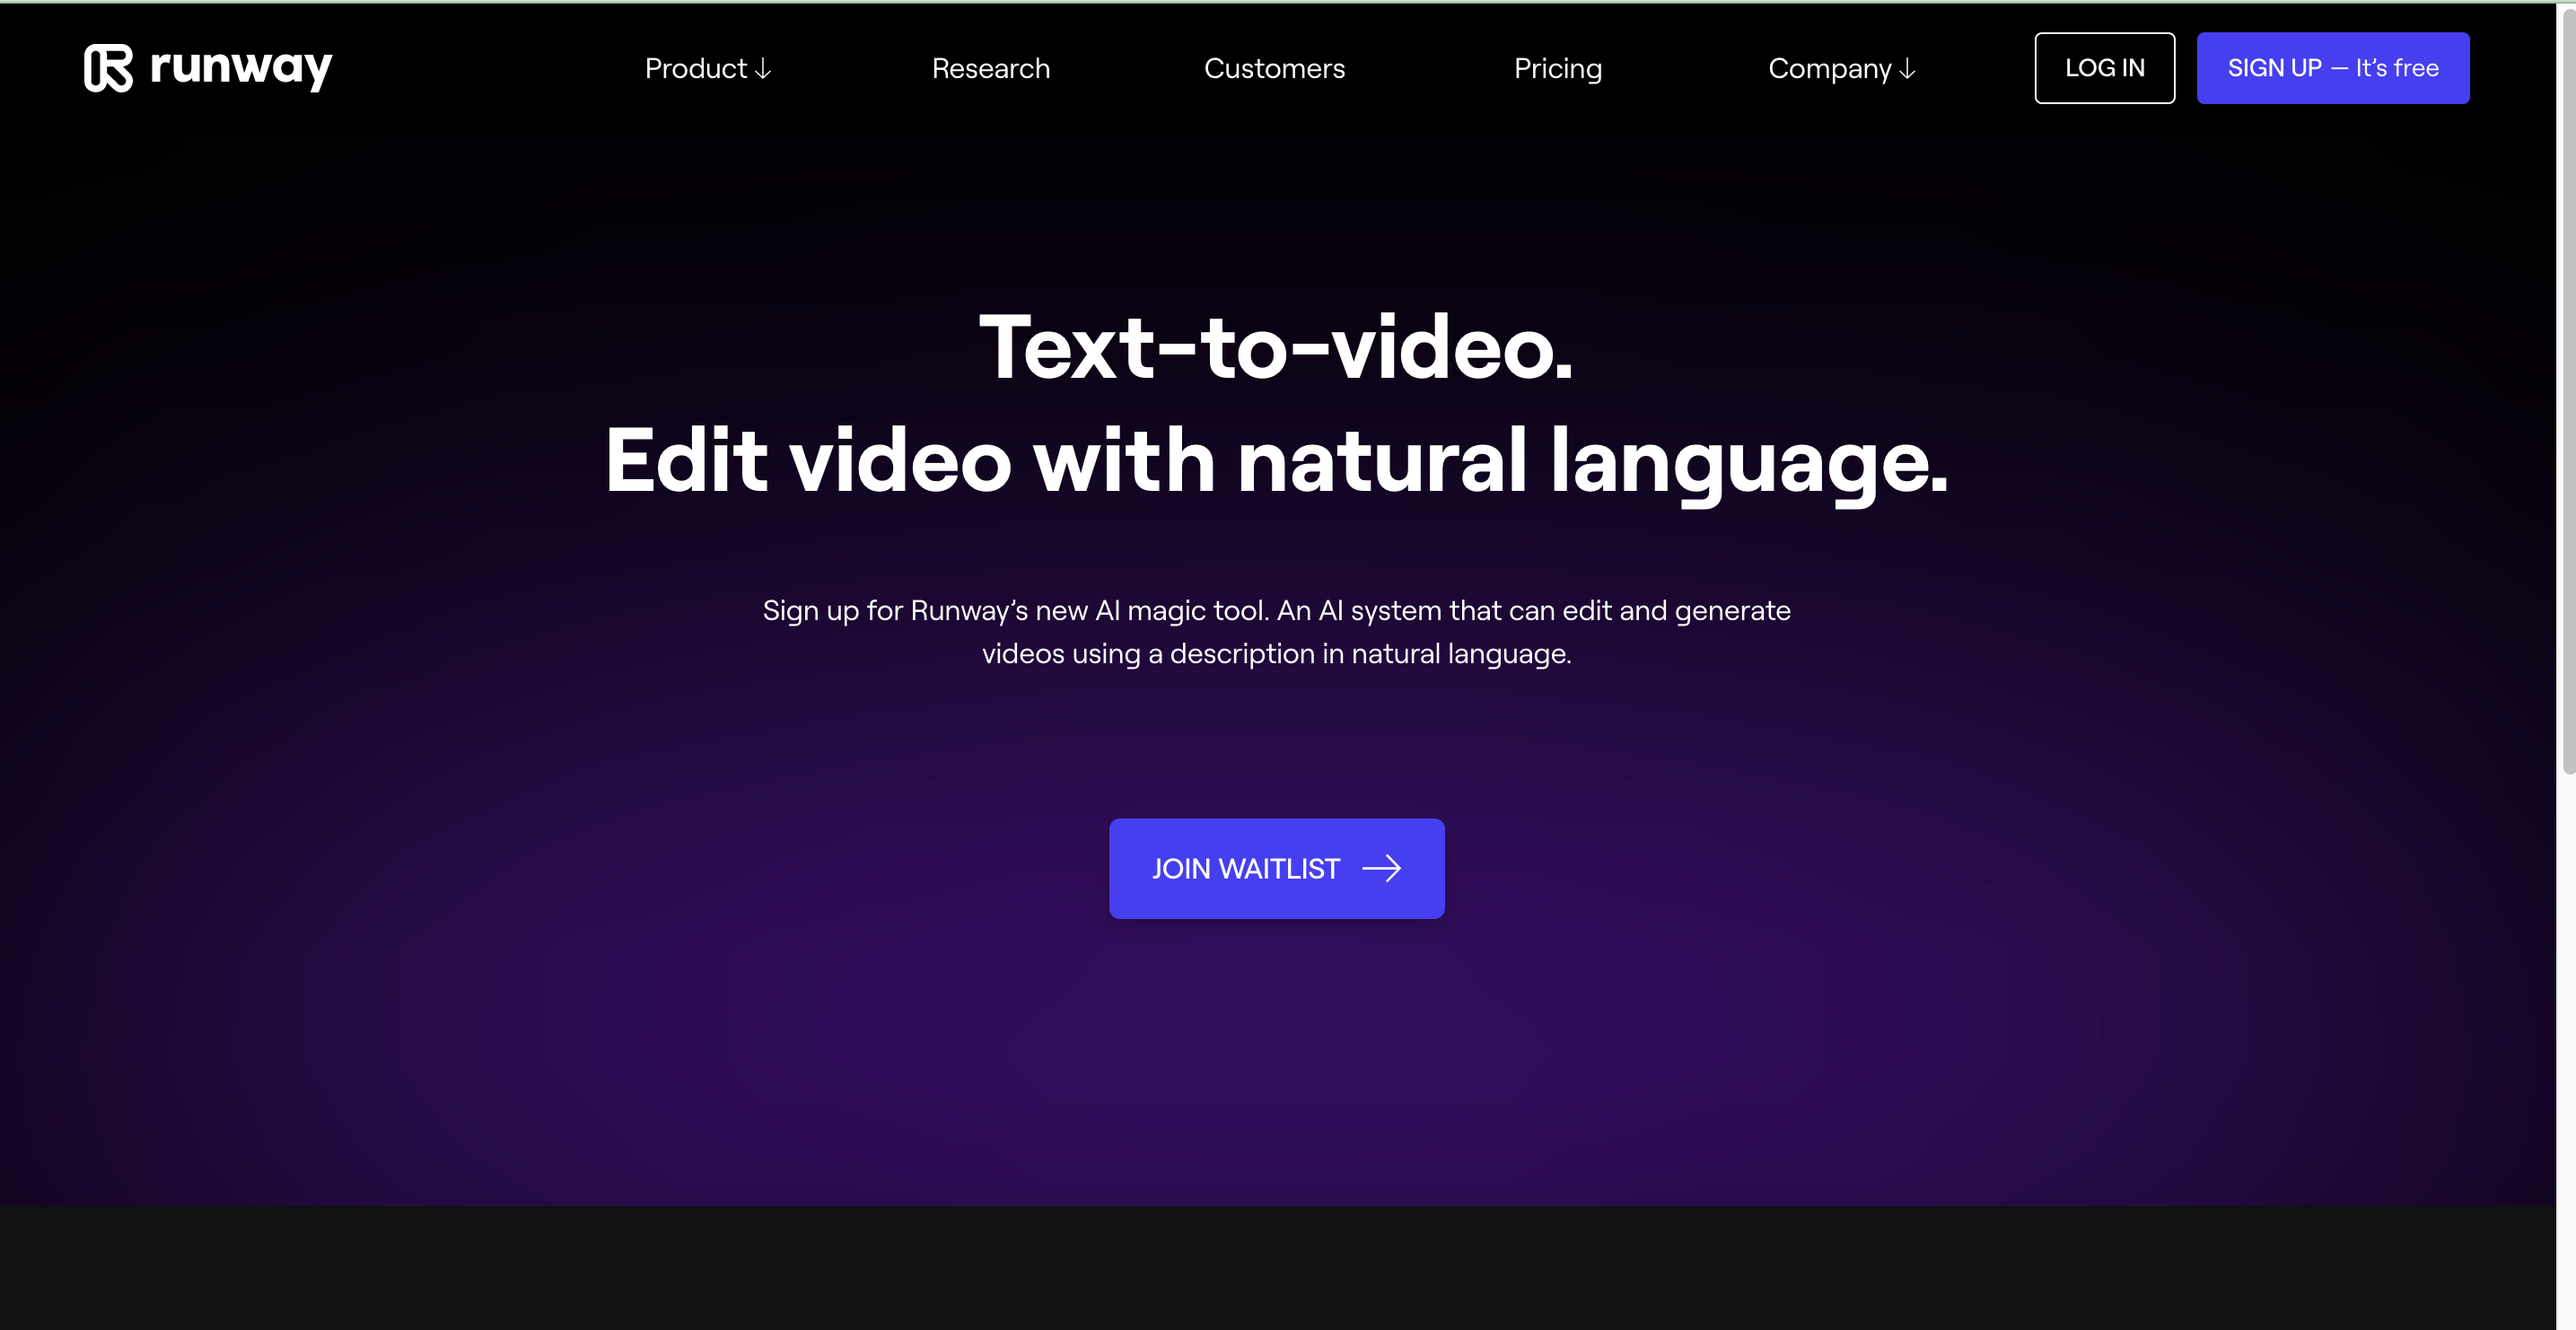 runway
Product ↓
Research
Customers
Pricing
Company ↓
LOG IN
SIGN UP — It’s free
Text-to-video.
Edit video with natural language.
Sign up for Runway’s new AI magic tool. An AI system that can edit and generate
videos using a description in natural language.
JOIN WAITLIST →